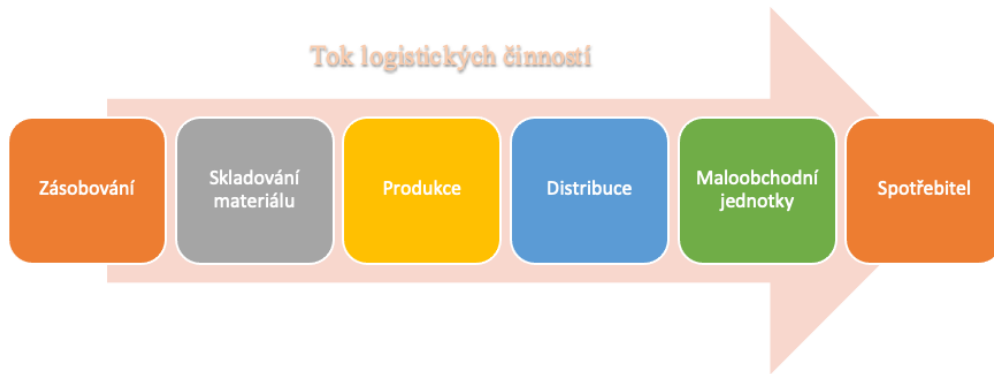 Tok logistických činností
Zásobování
Skladování
materiálu
Produkce
Distribuce
Maloobchodní
jednotky
Spotřebitel